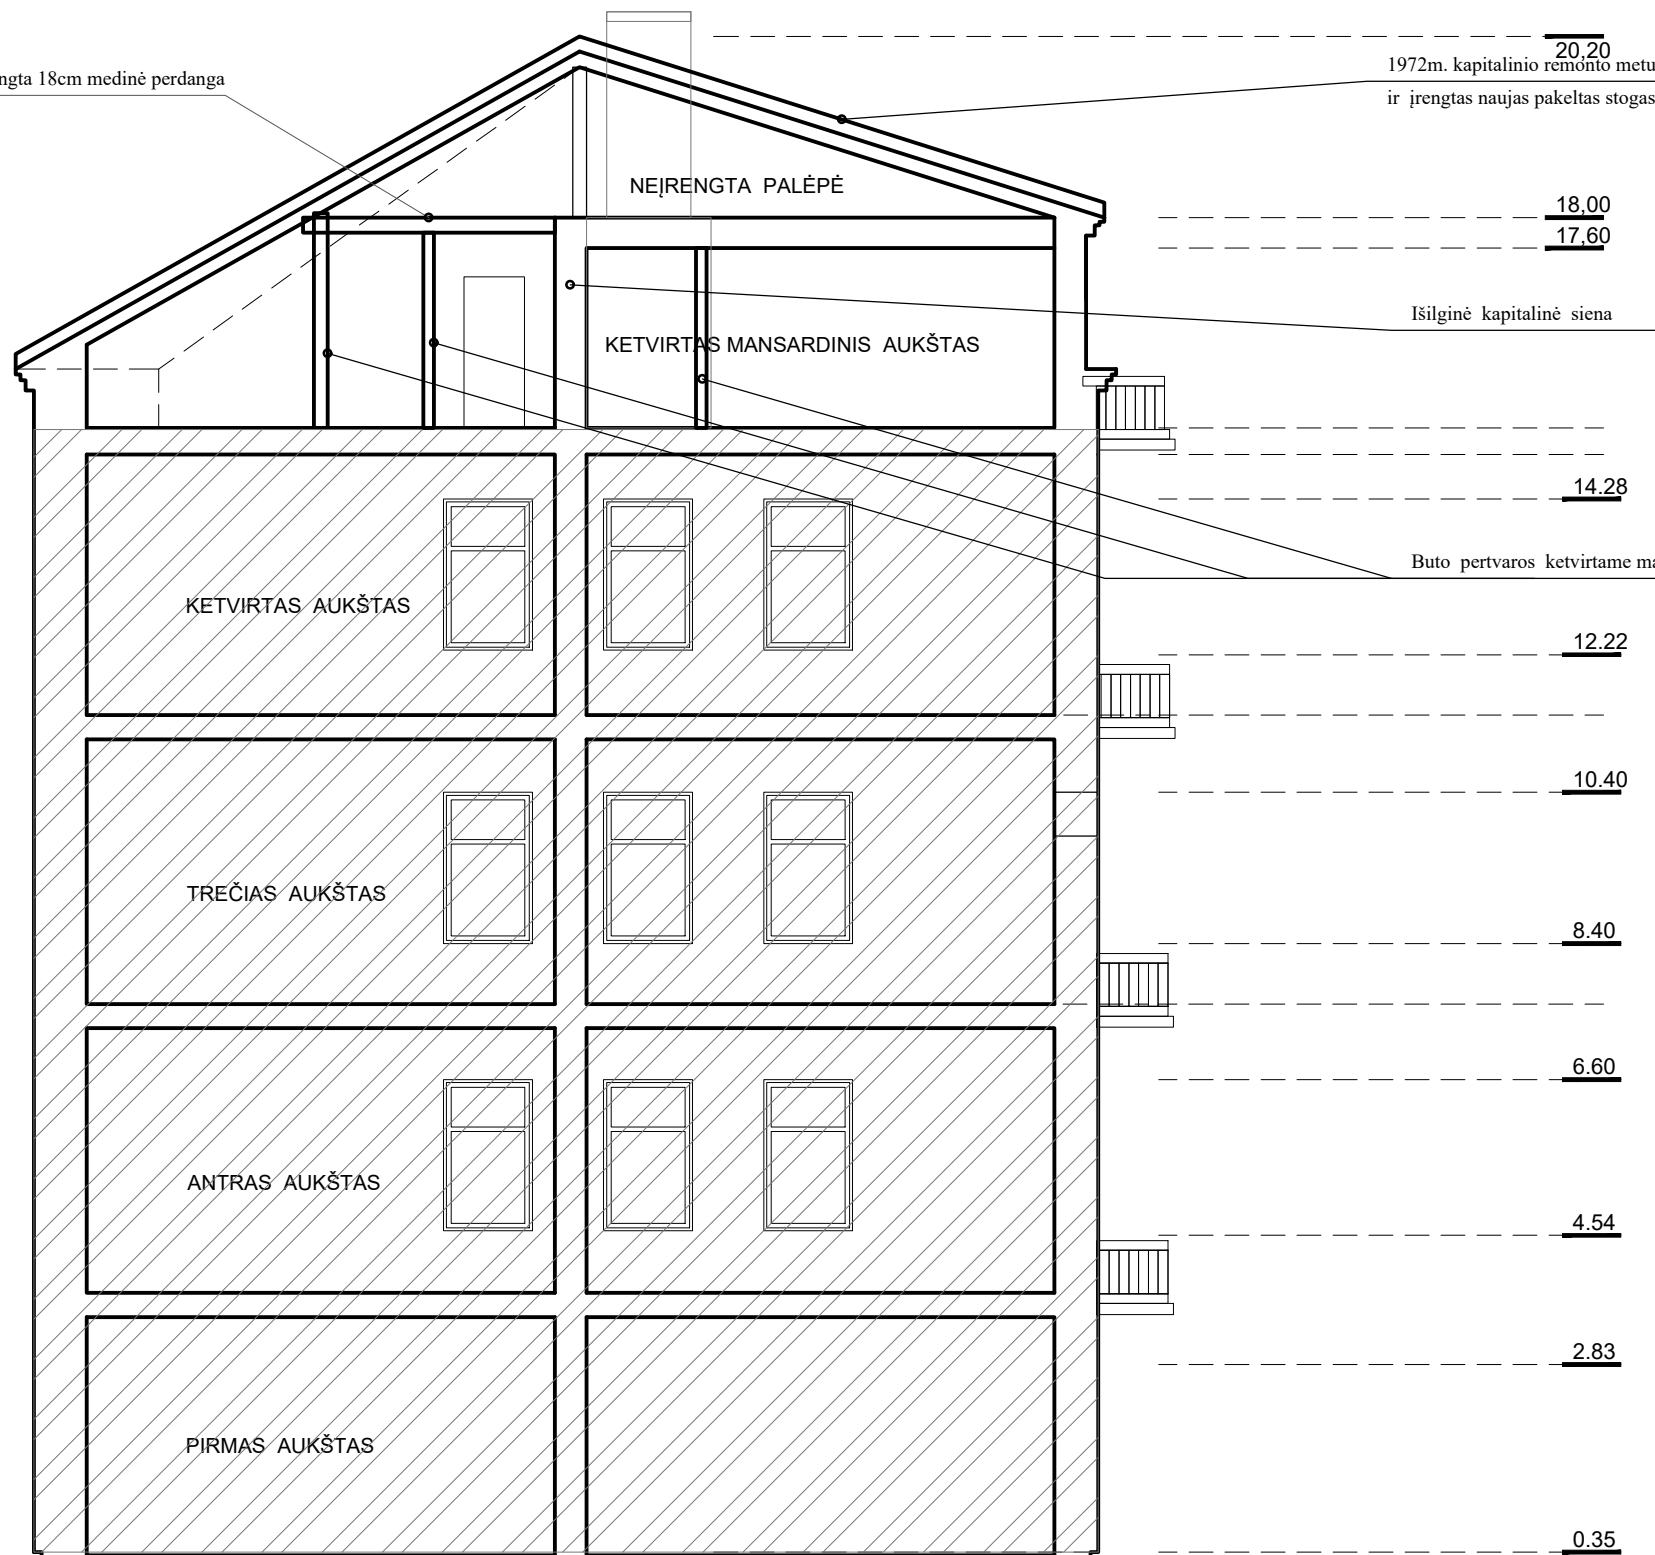 20,20
1972m. kapitalinio remonto metu
ngta 18cm medinė perdanga
ir įrengtas naujas pakeltas stogas
NEĮRENGTA PALĖPĖ
18,00
17,60
Išilginė kapitalinė siena
KETVIRTAS MANSARDINIS AUKŠTAS
14.28
Buto pertvaros ketvirtame ma
KETVIRTAS AUKŠTAS
12.22
10.40
TREČIAS AUKŠTAS
8.40
6.60
ANTRAS AUKŠTAS
4.54
2.83
PIRMAS AUKŠTAS
0.35